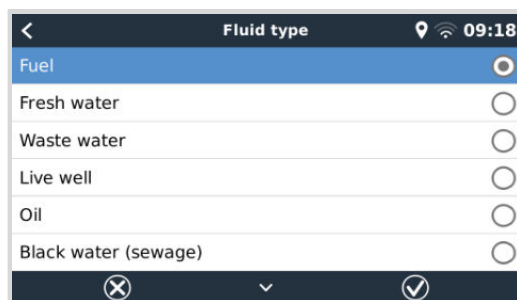 Fluid type 09:18
Fuel
Fresh water
Waste water
Live well
Oil
Black water (sewage)